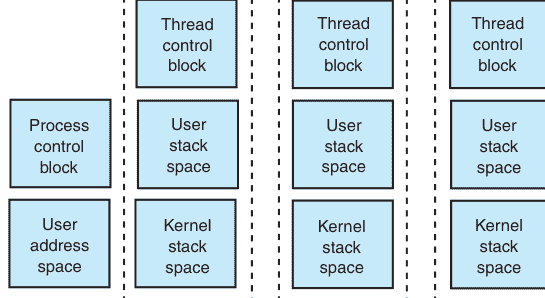 Thread
control
block
Thread
control
block
Thread
control
block
Process
control
block
User
stack
space
User
stack
space
User
stack
space
User
address
space
Kernel
stack
space
Kernel
stack
space
Kernel
stack
space